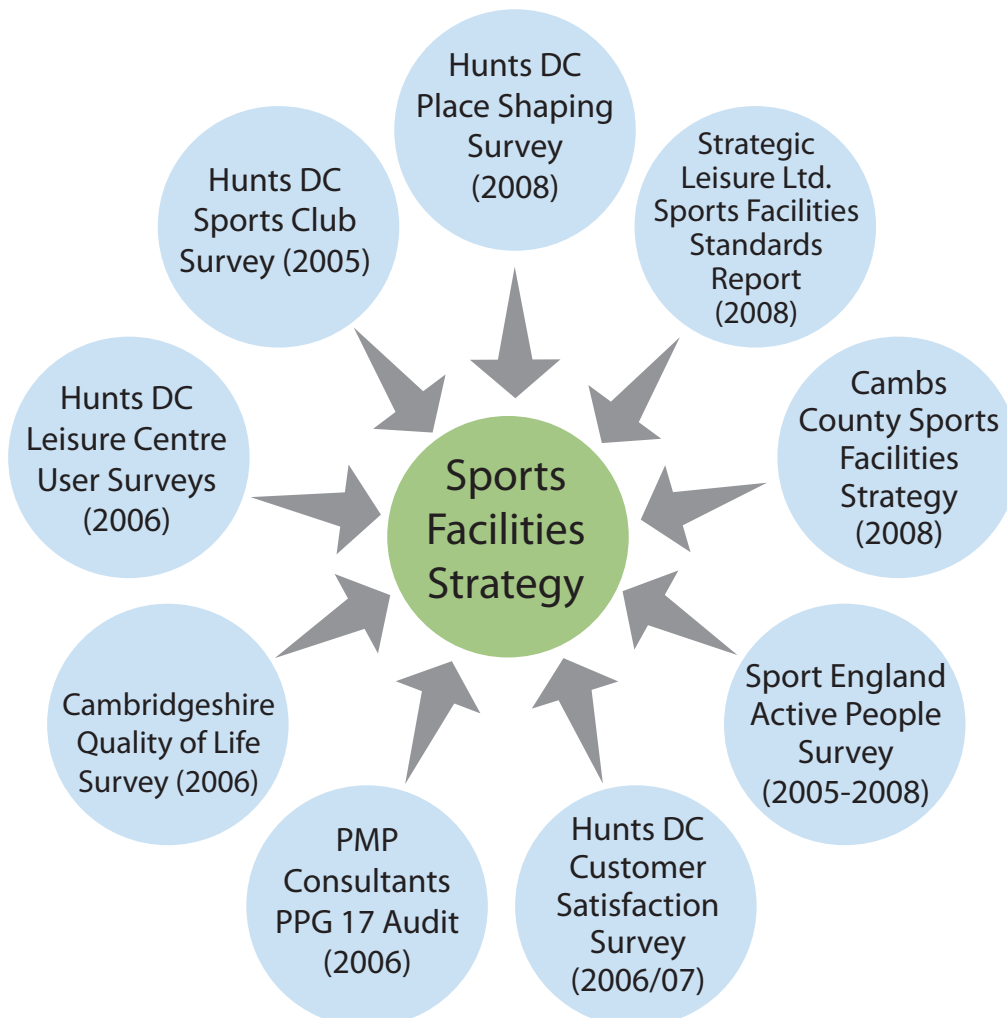 Hunts DC
Place Shaping
Survey
(2008)
Strategic
Leisure Ltd.
Sports Facilities
Standards
Report
(2008)
Cambs
County Sports
Facilities
Strategy
(2008)
Sport England
Active People
Survey
(2005-2008)
Hunts DC
Customer
Satisfaction
Survey
(2006/07)
PMP
Consultants
PPG 17 Audit
(2006)
Cambridgeshire
Quality of Life
Survey (2006)
Hunts DC
Leisure Centre
User Surveys
(2006)
Hunts DC
Sports Club
Survey (2005)
Sports
Facilities
Strategy